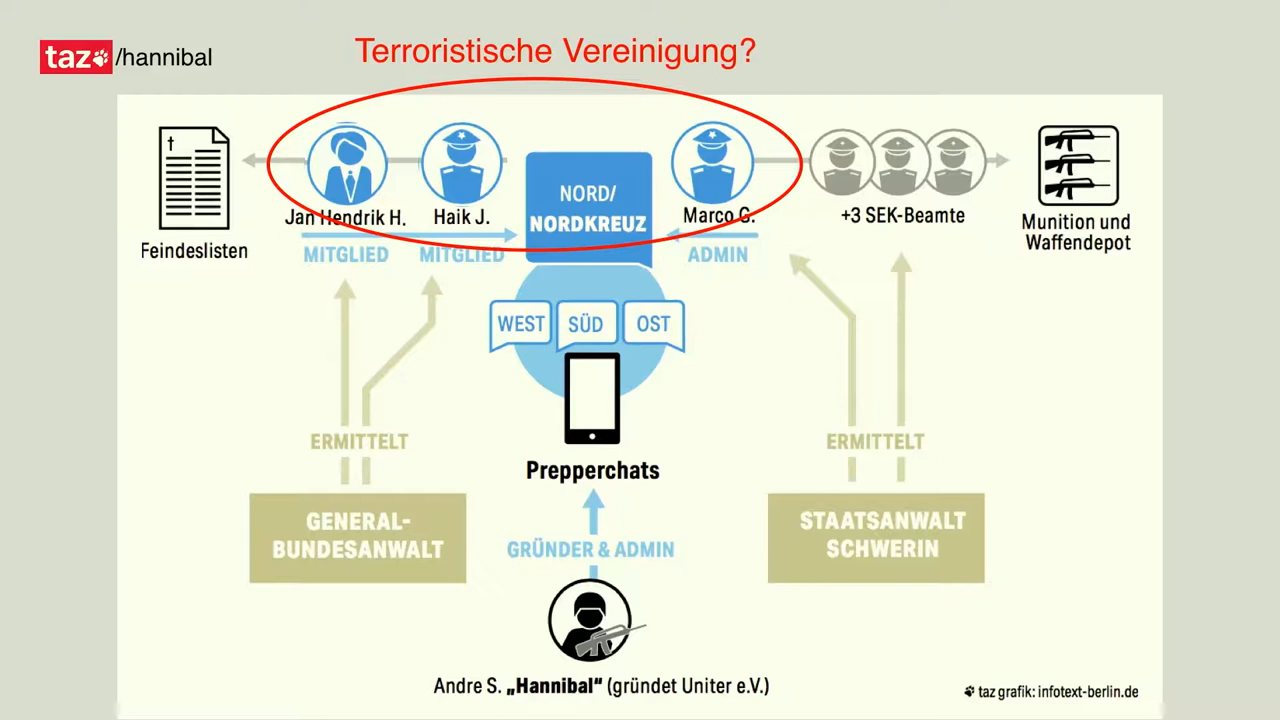 taz/hannibal
Terroristische Vereinigung?
Feindeslisten
Jan Hendrik H.
MITGLIED
Haik J.
MITGLIED
NORD/
NORDKREUZ
Marco G.
ADMIN
+3 SEK-Beamte
Munition und
Waffendepot
WEST
SÜD
OST
Prepperchats
ERMITTELT
ERMITTELT
GENERAL-
BUNDESANWALT
GRÜNDER & ADMIN
STAATSANWALT
SCHWERIN
Andre S. „Hannibal“ (gründet Uniter e.V.)
taz grafik: infotext-berlin.de